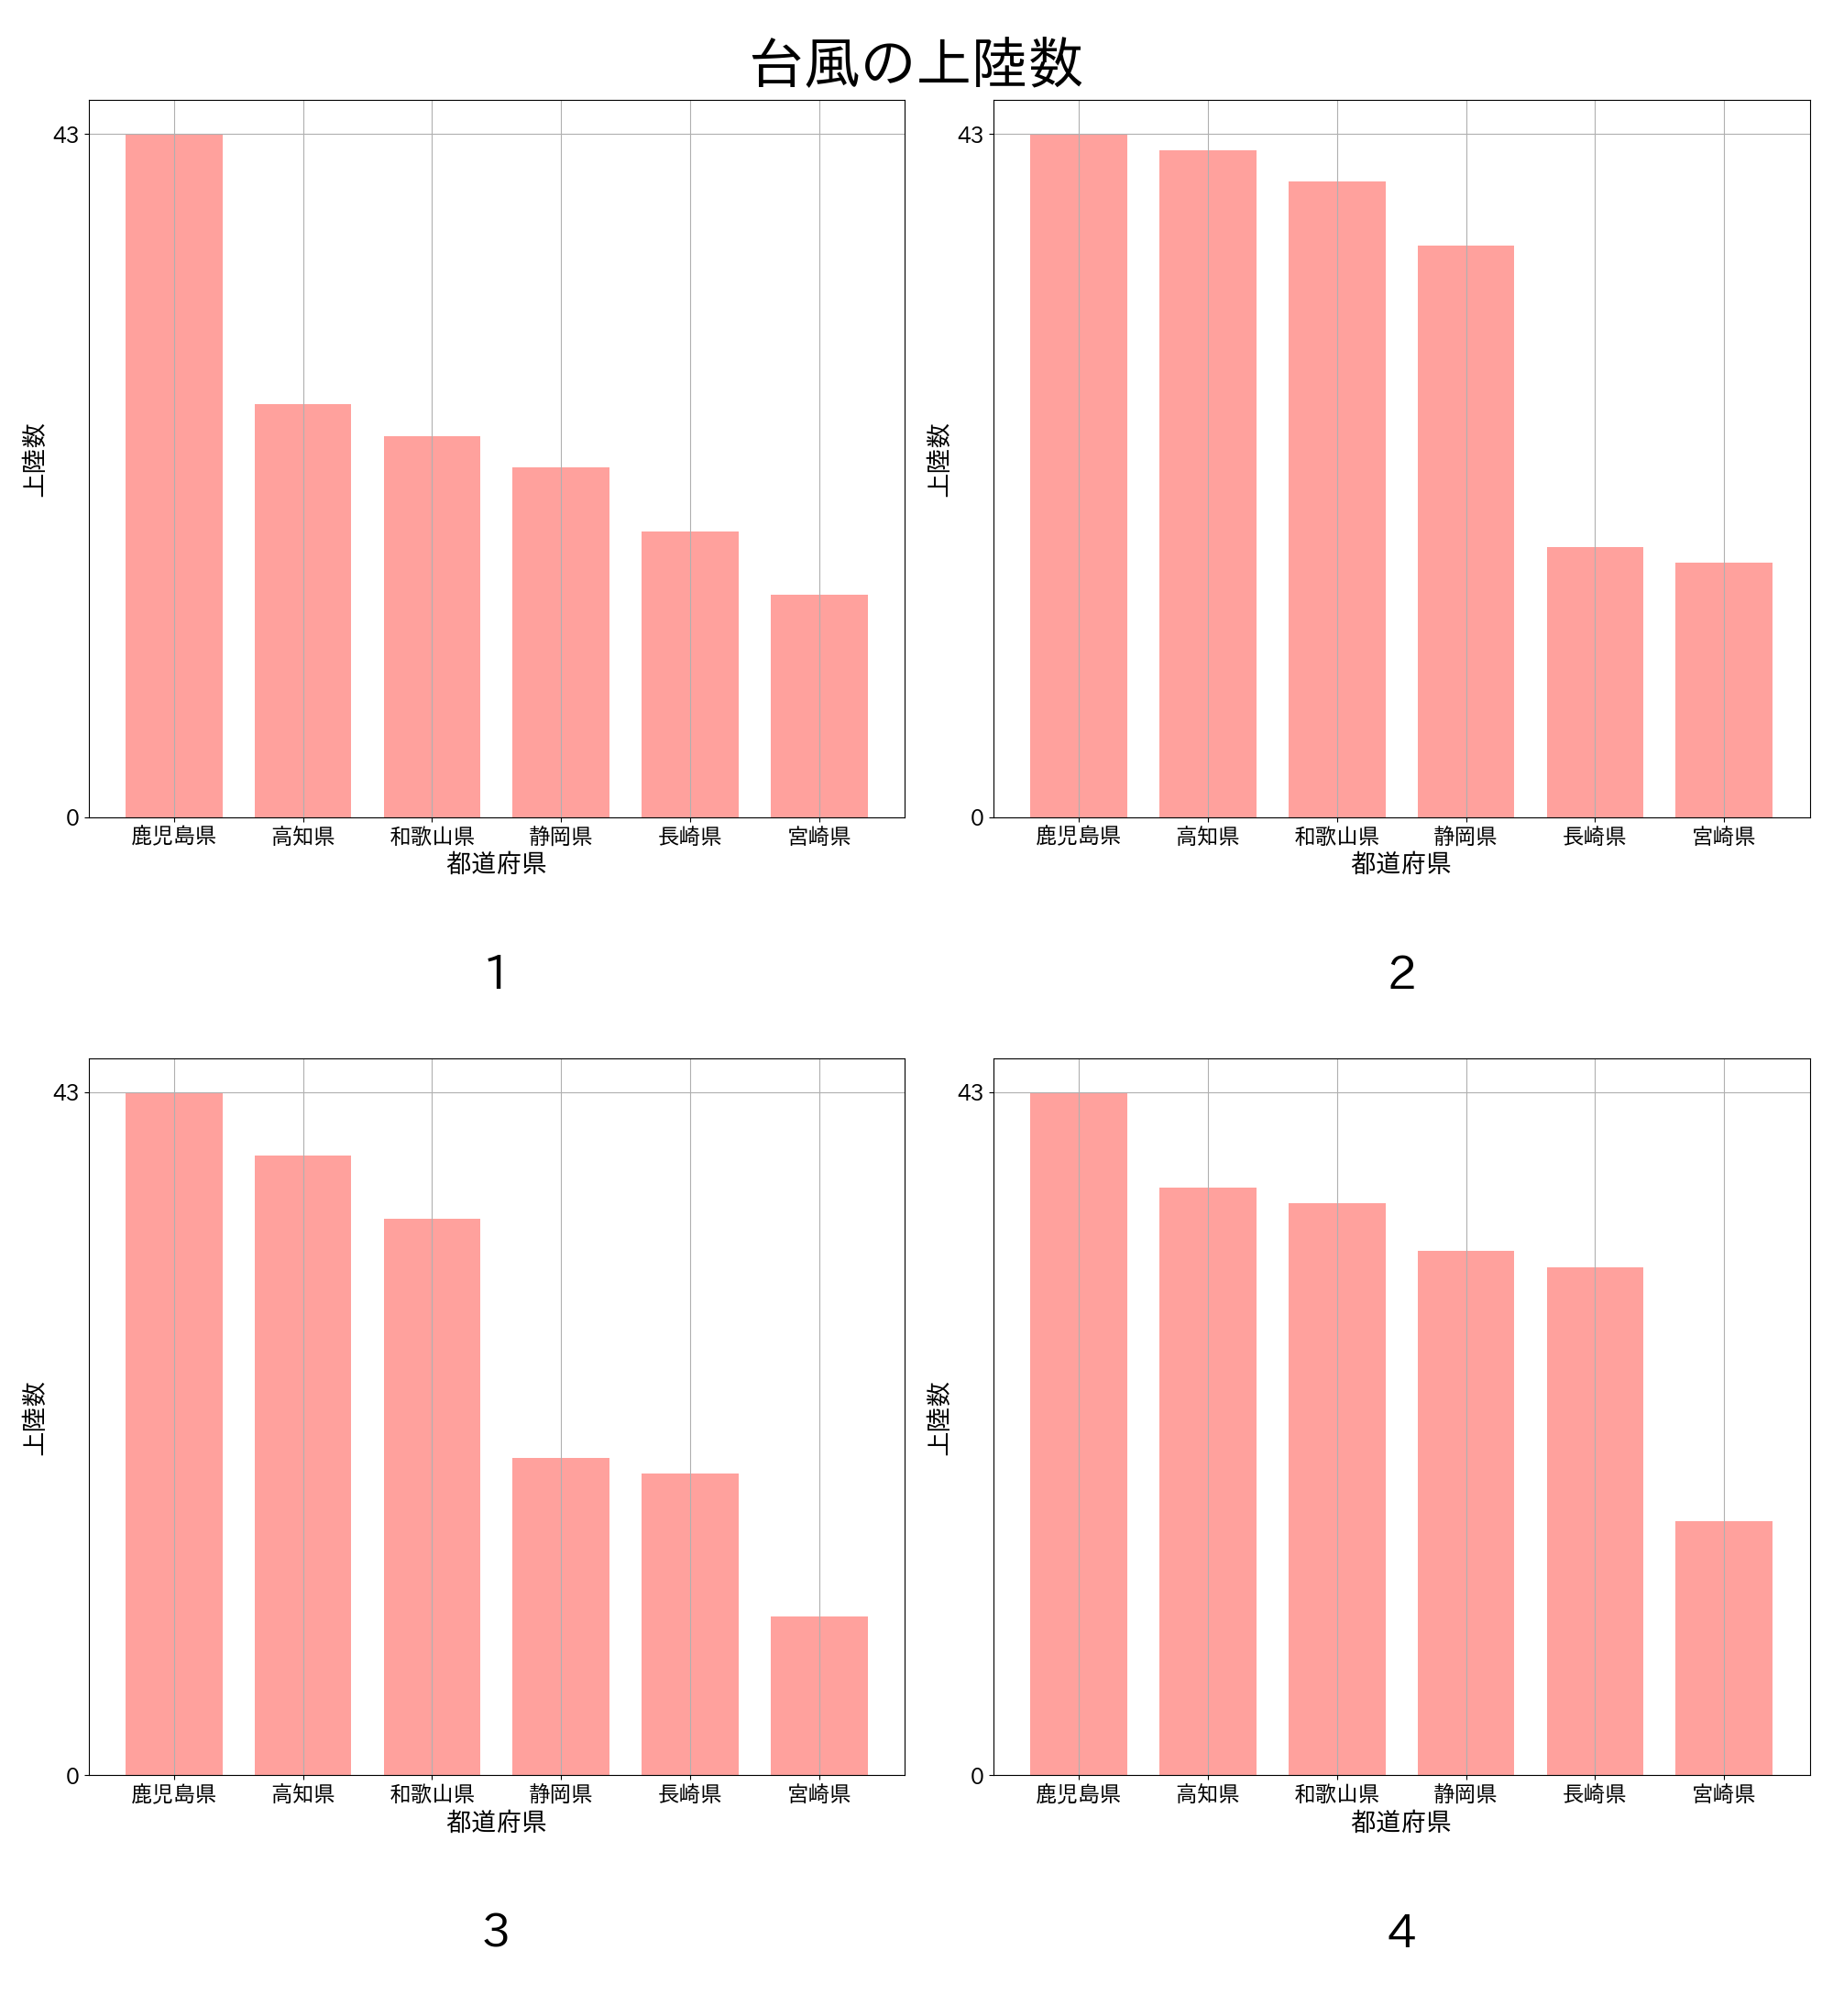 台風の上陸数
43
0
上陸数
鹿児島県 高知県 和歌山県 静岡県 長崎県 宮崎県
都道府県
1
43
0
上陸数
鹿児島県 高知県 和歌山県 静岡県 長崎県 宮崎県
都道府県
2
43
0
上陸数
鹿児島県 高知県 和歌山県 静岡県 長崎県 宮崎県
都道府県
3
43
0
上陸数
鹿児島県 高知県 和歌山県 静岡県 長崎県 宮崎県
都道府県
4